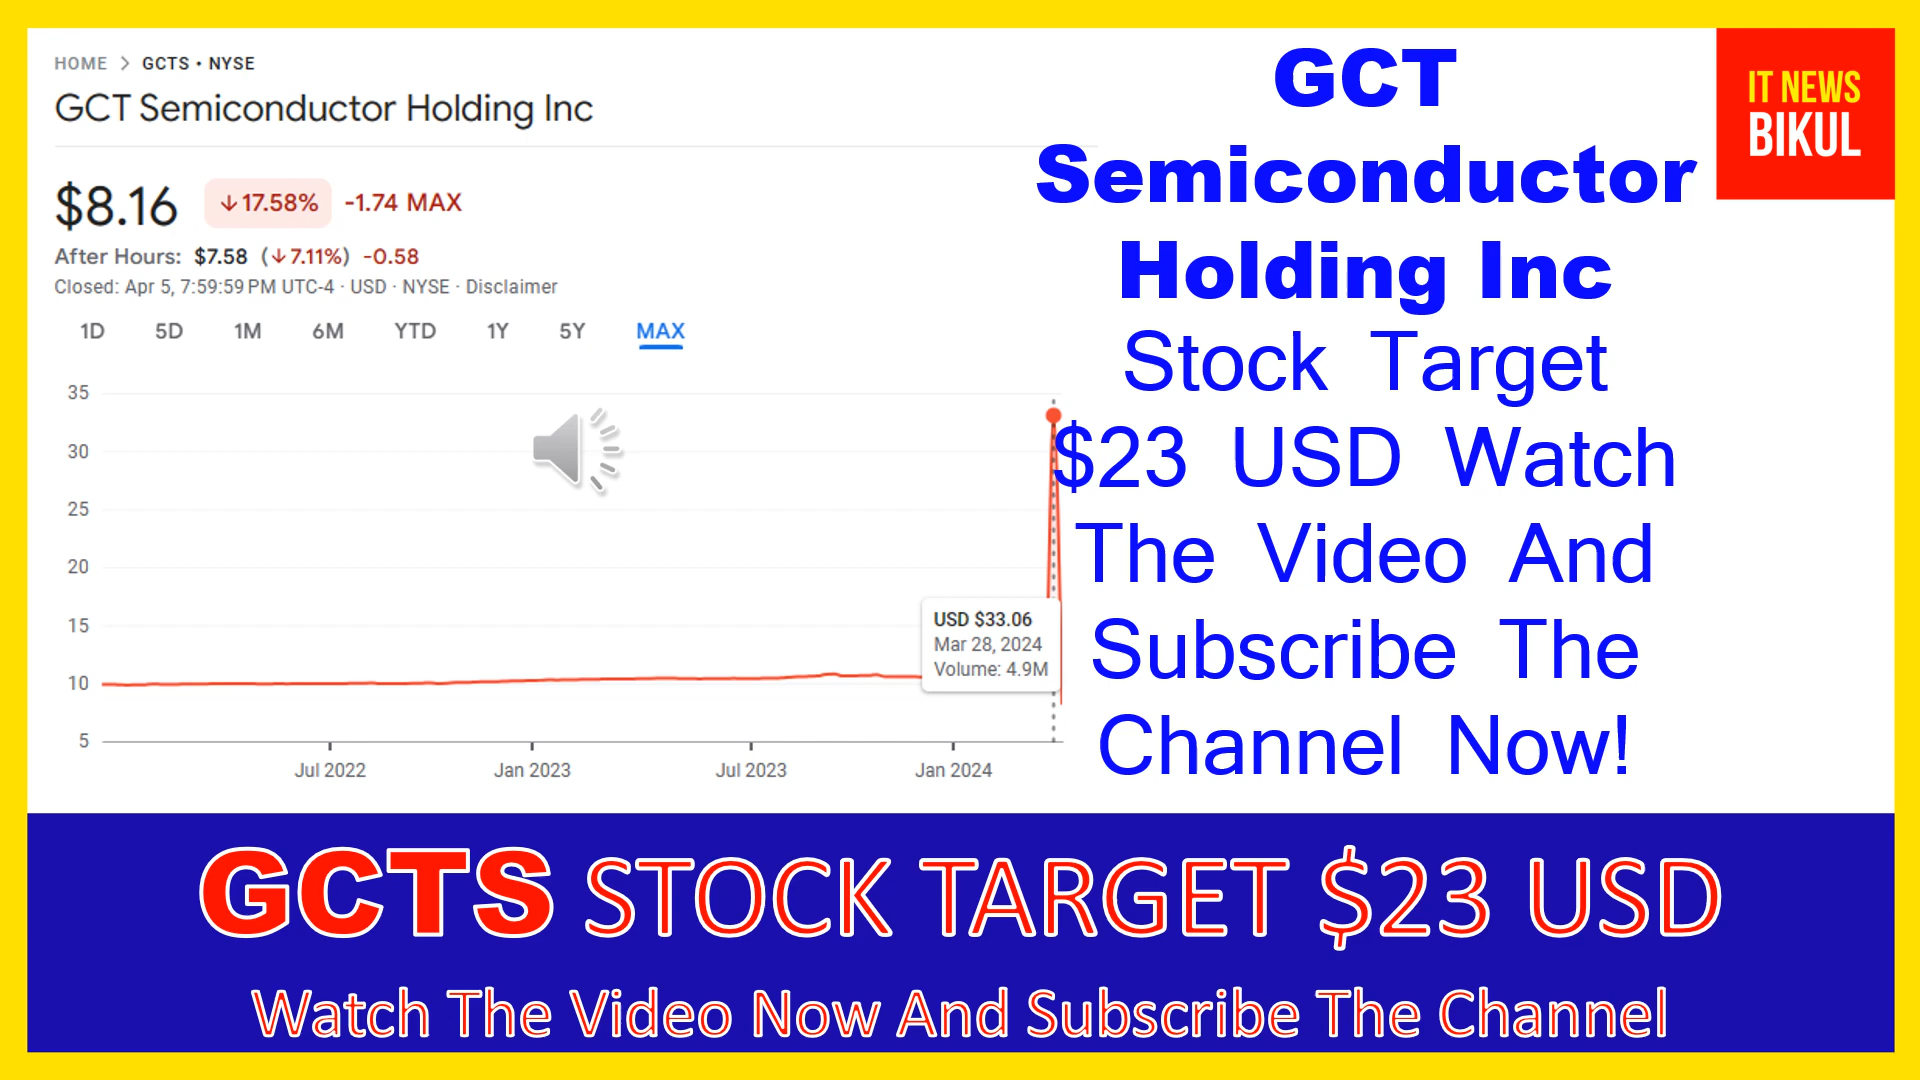 HOME > GCTS • NYSE
GCT Semiconductor Holding Inc
$8.16 ↓17.58% -1.74 MAX
After Hours: $7.58 (↓7.11%) -0.58
Closed: Apr 5, 7:59:59 PM UTC-4 · USD · NYSE · Disclaimer
1D 5D 1M 6M YTD 1Y 5Y MAX
35
30
25
20
15
10
5
USD $33.06
Mar 28, 2024
Volume: 4.9M
Jul 2022 Jan 2023 Jul 2023 Jan 2024
GCT
Semiconductor
Holding Inc
Stock Target
$23 USD Watch
The Video And
Subscribe The
Channel Now!
IT NEWS
BIKUL
GCTS STOCK TARGET $23 USD
Watch The Video Now And Subscribe The Channel